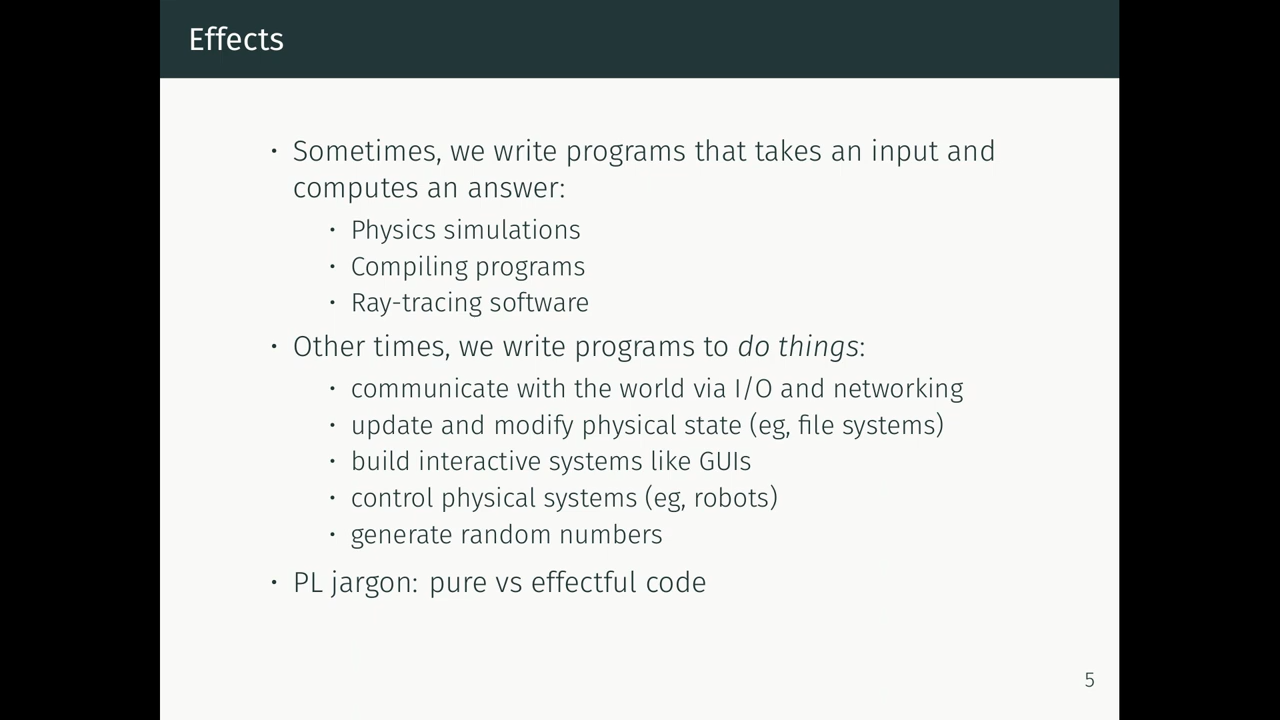 Effects
· Sometimes, we write programs that takes an input and
computes an answer:
· Physics simulations
· Compiling programs
· Ray-tracing software
· Other times, we write programs to do things:
· communicate with the world via I/O and networking
· update and modify physical state (eg, file systems)
· build interactive systems like GUIs
· control physical systems (eg, robots)
· generate random numbers
· PL jargon: pure vs effectful code
5